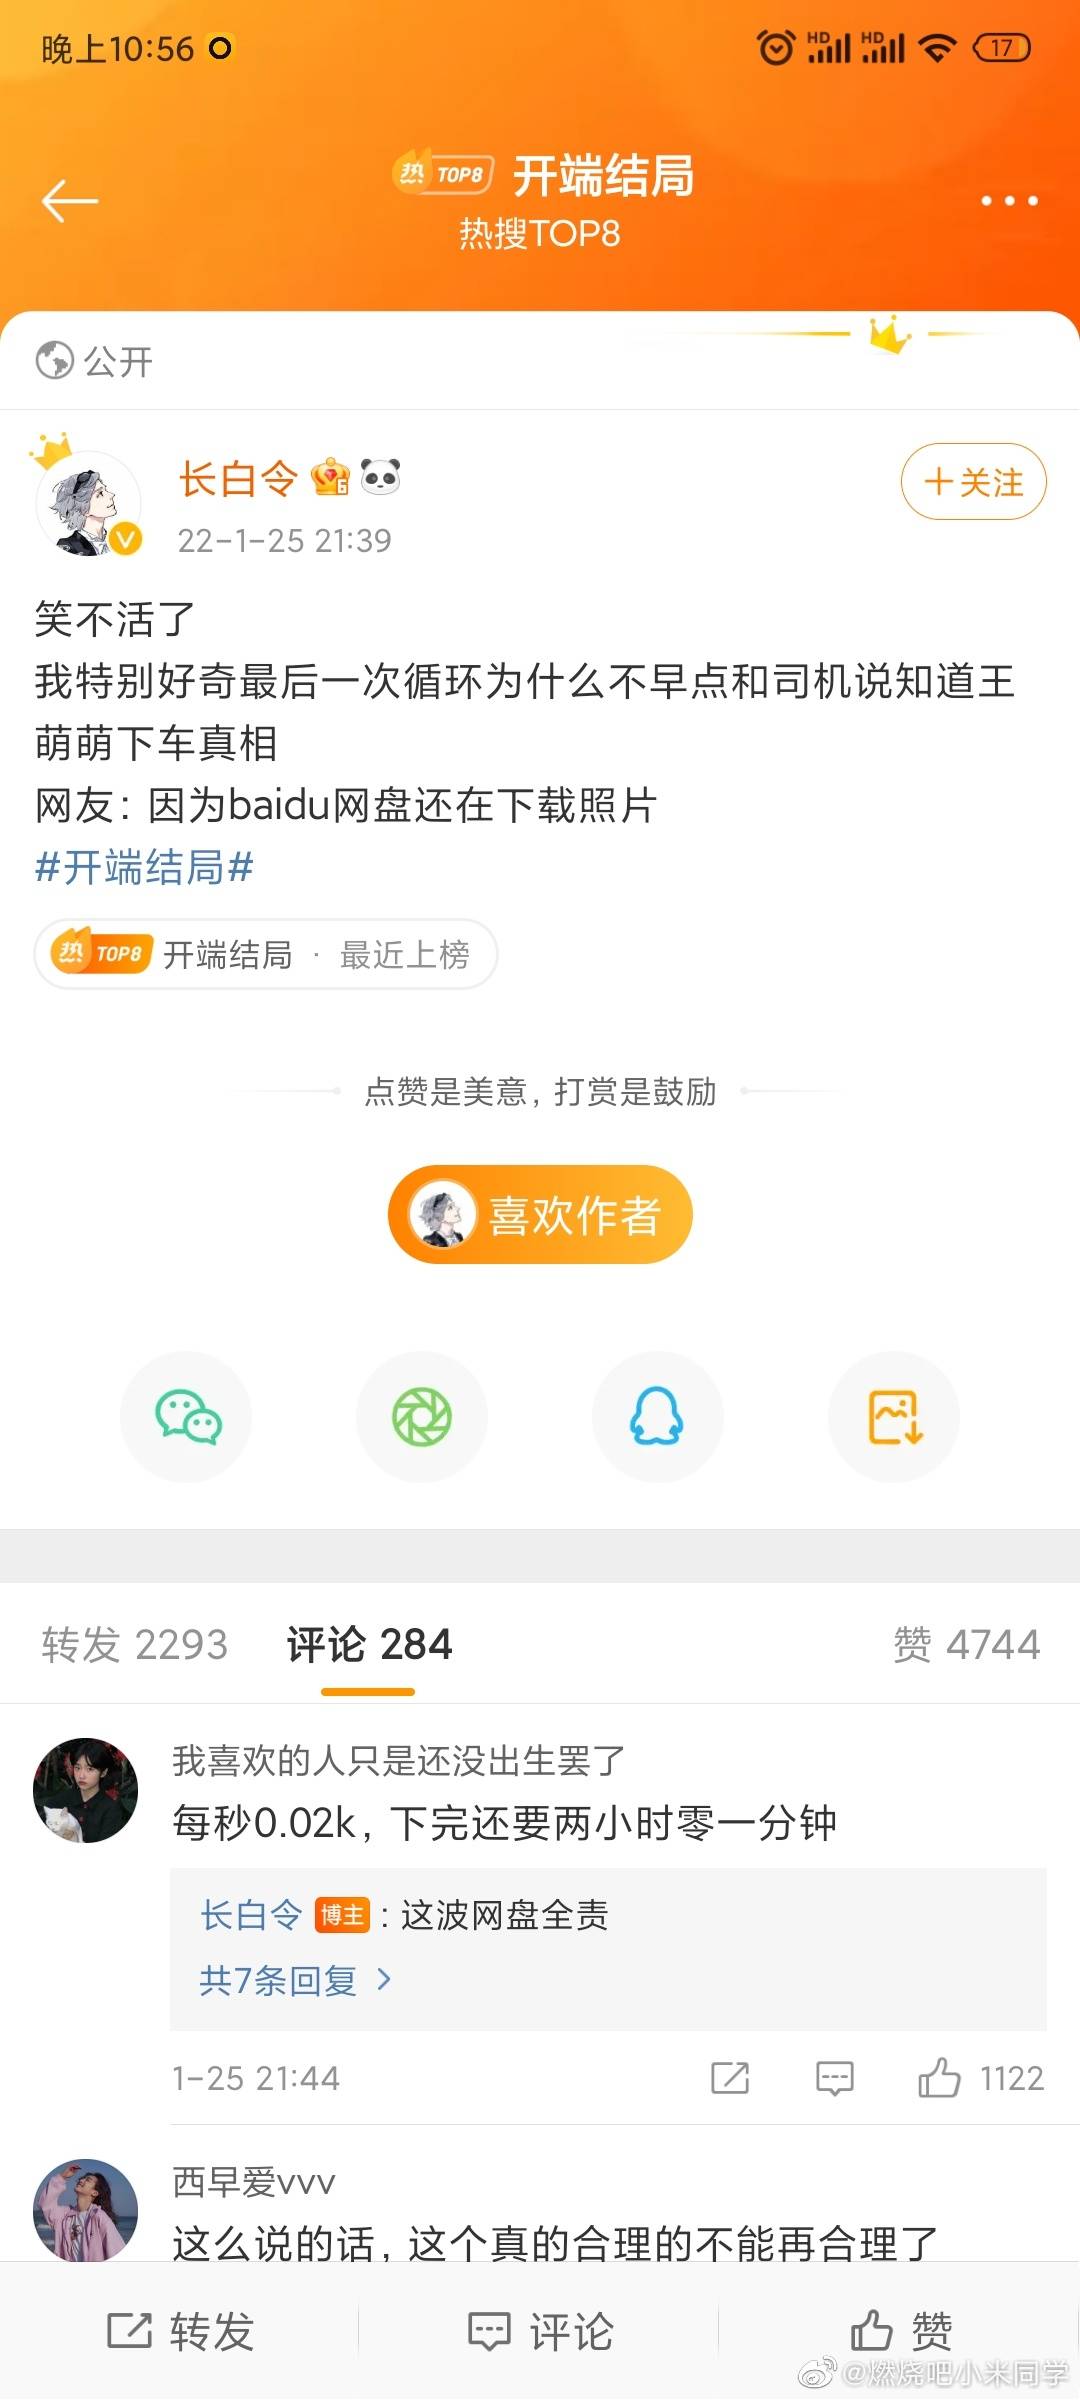 晚上10:56
HD HD 17
热 TOP8 开端结局
热搜TOP8
公开
长白令 6
+关注
22-1-25 21:39
笑不活了
我特别好奇最后一次循环为什么不早点和司机说知道王
萌萌下车真相
网友：因为baidu网盘还在下载照片
#开端结局#
热 TOP8 开端结局 · 最近上榜
点赞是美意，打赏是鼓励
喜欢作者
转发 2293 评论 284 赞 4744
我喜欢的人只是还没出生罢了
每秒0.02k，下完还要两小时零一分钟
长白令 博主：这波网盘全责
共7条回复 >
1-25 21:44 1122
西早爱vvv
这么说的话，这个真的合理的不能再合理了
转发 评论 赞
@燃烧吧小米同学